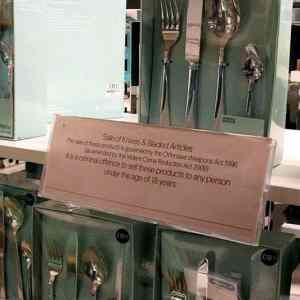 Sale of Knives & Bladed Articles
The sale of these products is governed by the Offensive Weapons Act 1996
(as amended by the Violent Crime Reduction Act 2006)
It is a criminal offence to sell these products to any person
under the age of 18 years